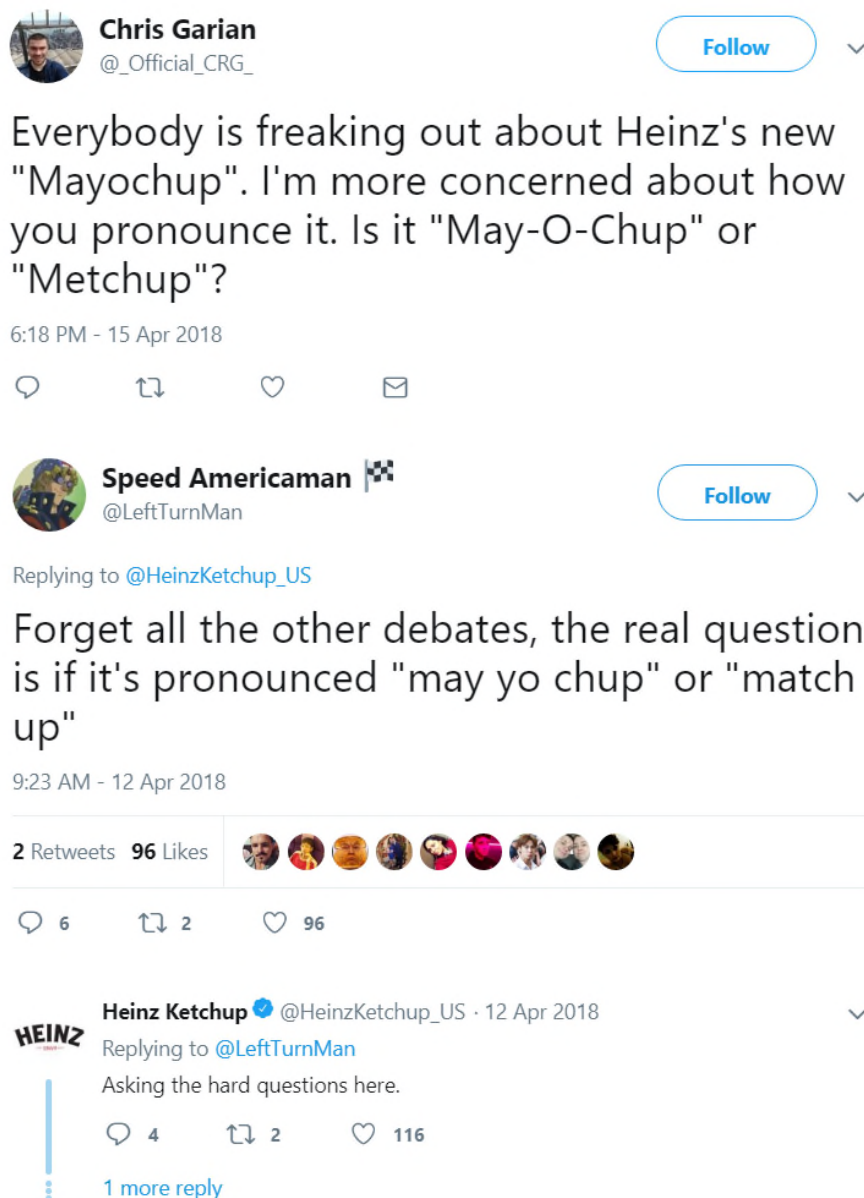 Chris Garian
@_Official_CRG_
Follow
Everybody is freaking out about Heinz's new
"Mayochup". I'm more concerned about how
you pronounce it. Is it "May-O-Chup" or
"Metchup"?
6:18 PM - 15 Apr 2018
Speed Americaman
@LeftTurnMan
Follow
Replying to @HeinzKetchup_US
Forget all the other debates, the real question
is if it's pronounced "may yo chup" or "match
up"
9:23 AM - 12 Apr 2018
2 Retweets 96 Likes
6 2 96
HEINZ
Heinz Ketchup @HeinzKetchup_US · 12 Apr 2018
Replying to @LeftTurnMan
Asking the hard questions here.
4 2 116
1 more reply